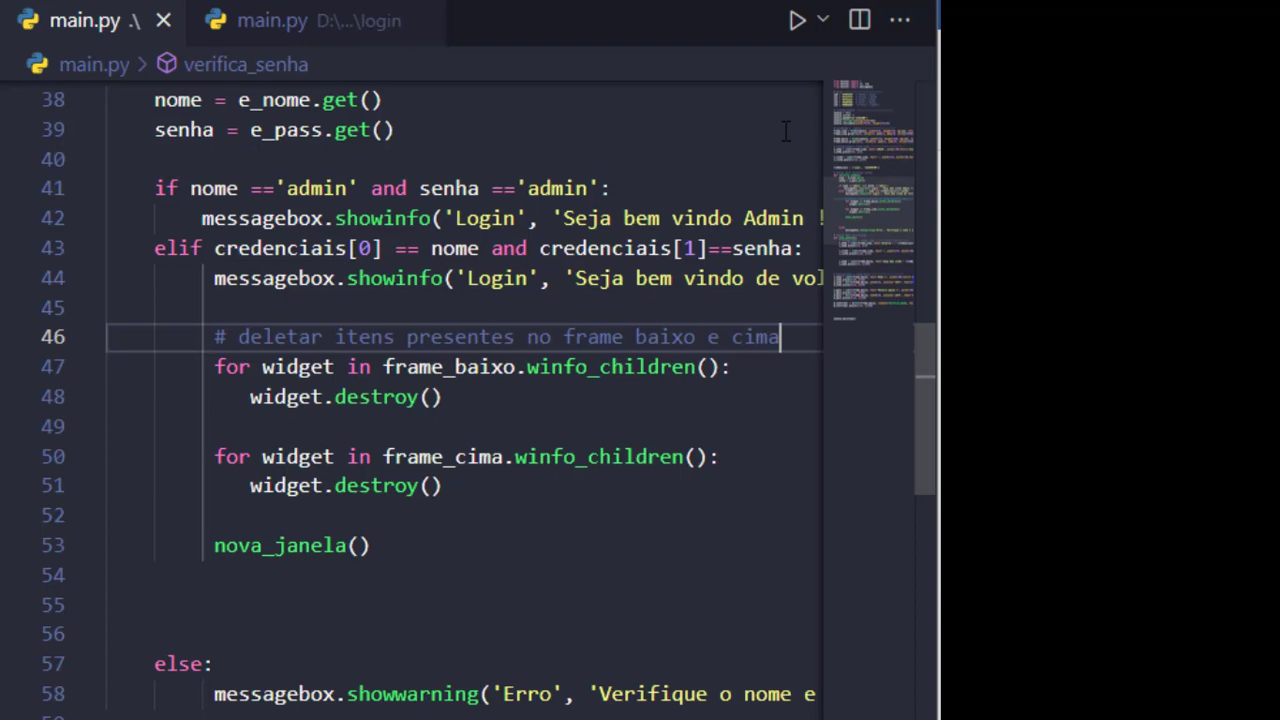 main.py .\ main.py D:\...\login
main.py > verifica_senha
38 nome = e_nome.get()
39 senha = e_pass.get()
40
41 if nome =='admin' and senha =='admin':
42 messagebox.showinfo('Login', 'Seja bem vindo Admin !
43 elif credenciais[0] == nome and credenciais[1]==senha:
44 messagebox.showinfo('Login', 'Seja bem vindo de vol
45
46 # deletar itens presentes no frame baixo e cima
47 for widget in frame_baixo.winfo_children():
48 widget.destroy()
49
50 for widget in frame_cima.winfo_children():
51 widget.destroy()
52
53 nova_janela()
54
55
56
57 else:
58 messagebox.showwarning('Erro', 'Verifique o nome e